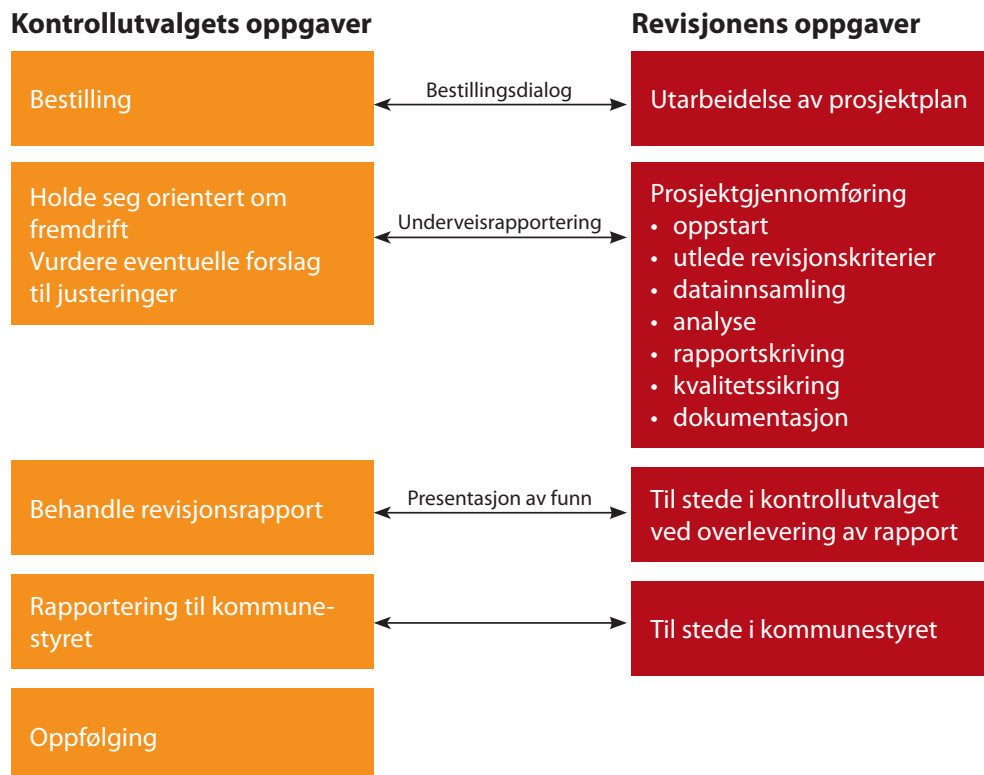 Kontrollutvalgets oppgaver
Revisjonens oppgaver
Bestilling
Bestillingsdialog
Utarbeidelse av prosjektplan
Holde seg orientert om
fremdrift
Vurdere eventuelle forslag
til justeringer
Underveisrapportering
Prosjektgjennomføring
• oppstart
• utlede revisjonskriterier
• datainnsamling
• analyse
• rapportskriving
• kvalitetssikring
• dokumentasjon
Behandle revisjonsrapport
Presentasjon av funn
Til stede i kontrollutvalget
ved overlevering av rapport
Rapportering til kommune-
styret
Til stede i kommunestyret
Oppfølging